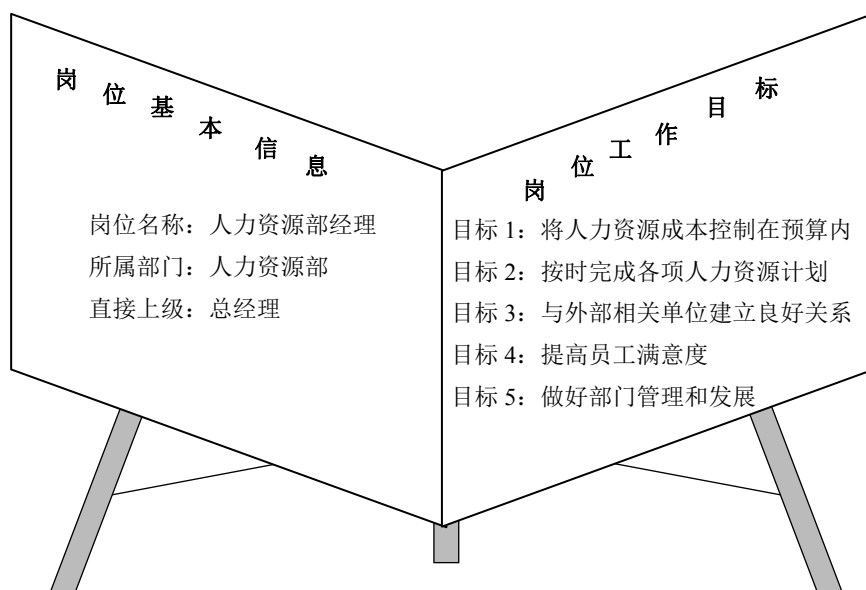 岗位基本信息
岗位名称：人力资源部经理
所属部门：人力资源部
直接上级：总经理
岗位工作目标
目标 1：将人力资源成本控制在预算内
目标 2：按时完成各项人力资源计划
目标 3：与外部相关单位建立良好关系
目标 4：提高员工满意度
目标 5：做好部门管理和发展